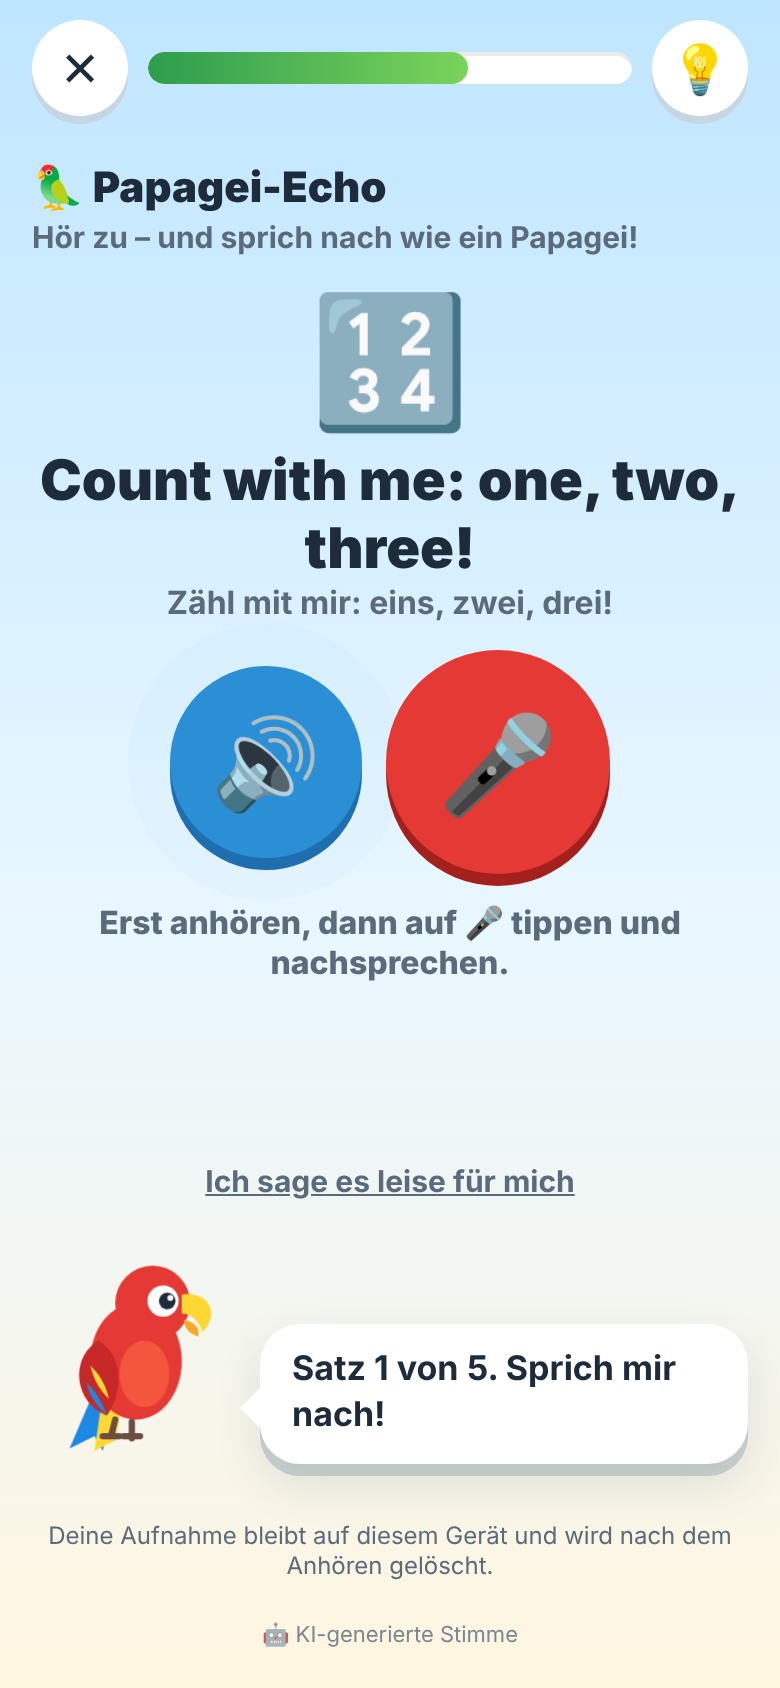 Papagei-Echo
Hör zu – und sprich nach wie ein Papagei!
1 2
3 4
Count with me: one, two,
three!
Zähl mit mir: eins, zwei, drei!
Erst anhören, dann auf 🎤 tippen und
nachsprechen.
Ich sage es leise für mich
Satz 1 von 5. Sprich mir
nach!
Deine Aufnahme bleibt auf diesem Gerät und wird nach dem
Anhören gelöscht.
KI-generierte Stimme